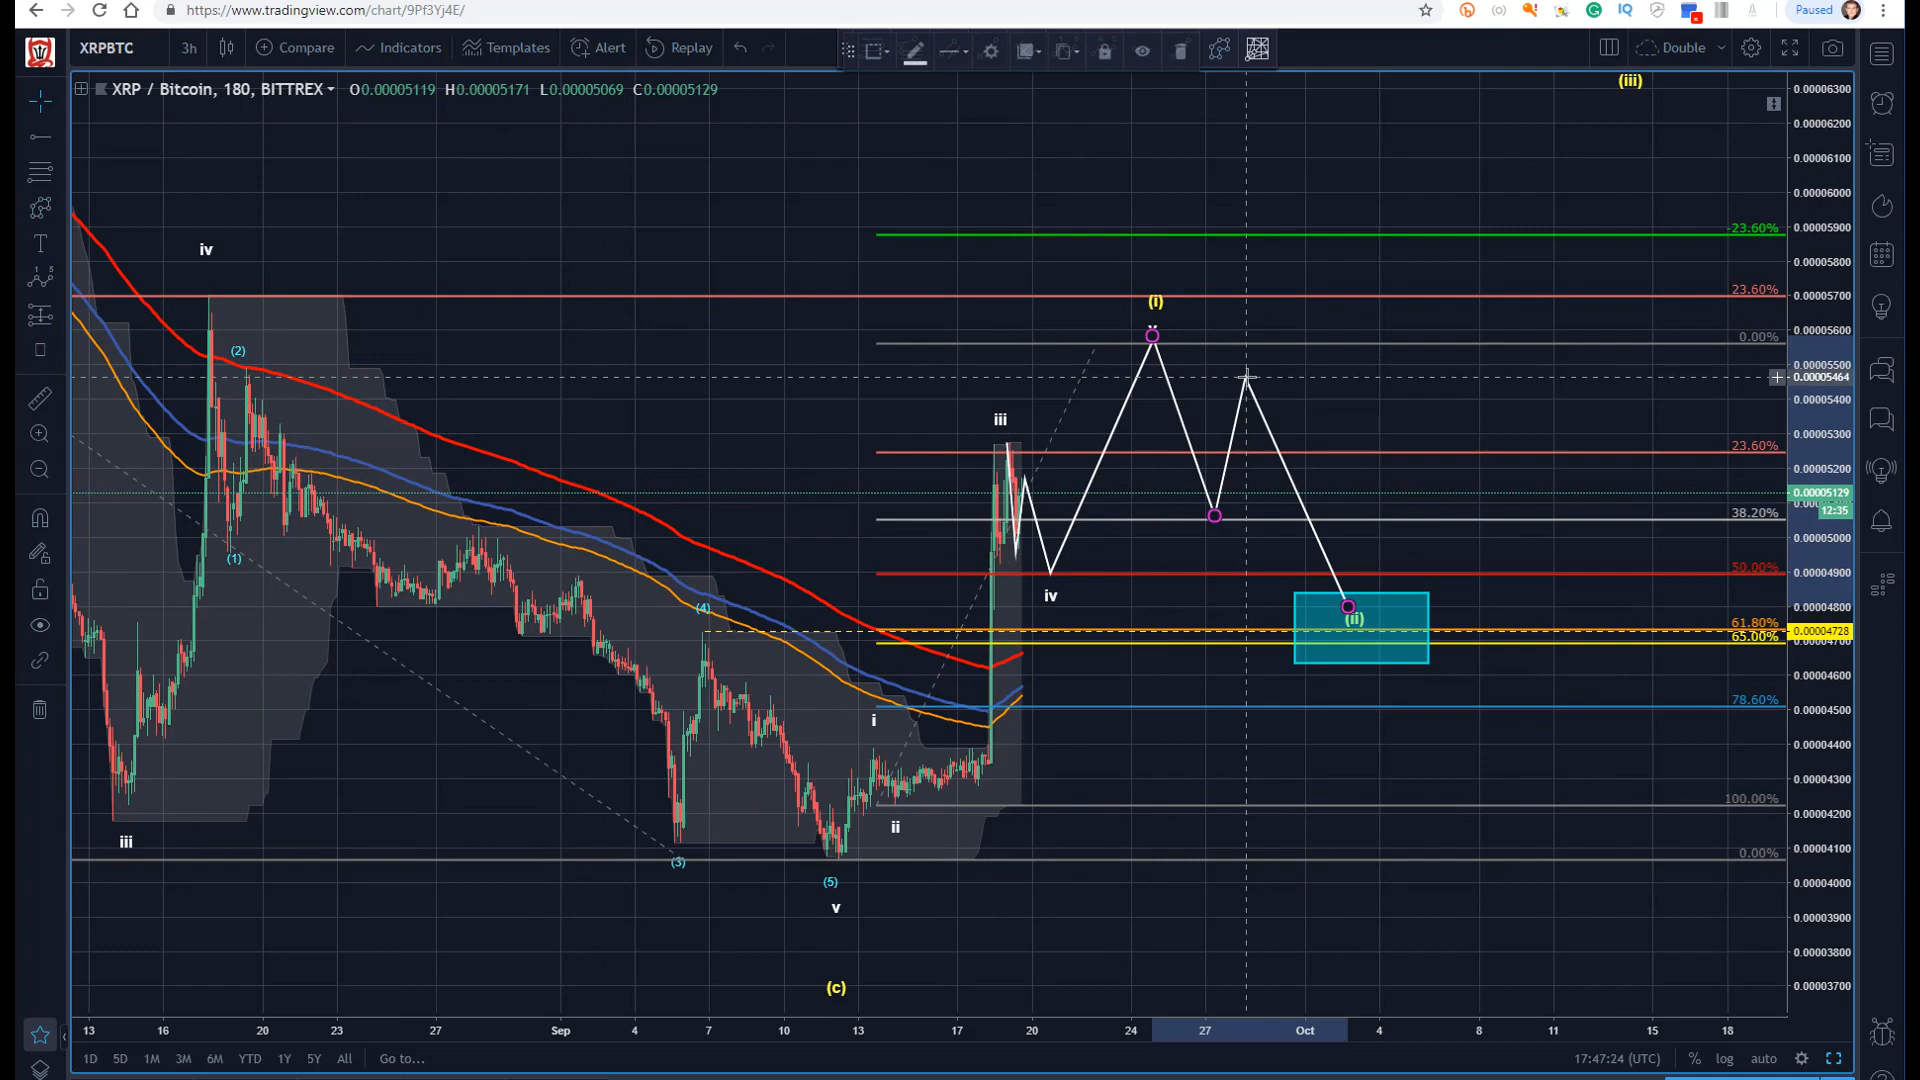 https://www.tradingview.com/chart/9Pf3Yj4E/
Paused
XRPBTC 3h Compare Indicators Templates Alert Replay Double
XRP / Bitcoin, 180, BITTREX O0.00005119 H0.00005171 L0.00005069 C0.00005129
(iii)
0.00006300
0.00006200
0.00006100
0.00006000
-23.60%
0.00005900
iv
0.00005800
23.60%
0.00005700
(i)
0.00005600
0.00%
(2)
0.00005500
0.00005464
0.00005400
iii
0.00005300
23.60%
0.00005200
0.00005129
12:35
38.20%
0.00005000
(1)
50.00%
0.00004900
iv
(4)
0.00004800
(ii)
61.80%
0.00004728
65.00%
0.00004600
78.60%
0.00004500
i
0.00004400
0.00004300
100.00%
0.00004200
ii
iii
0.00004100
0.00%
(3)
(5)
0.00004000
v
0.00003900
0.00003800
(c)
0.00003700
13 16 20 23 27 Sep 4 7 10 13 17 20 24 27 Oct 4 8 11 15 18
1D 5D 1M 3M 6M YTD 1Y 5Y All Go to... 17:47:24 (UTC) % log auto